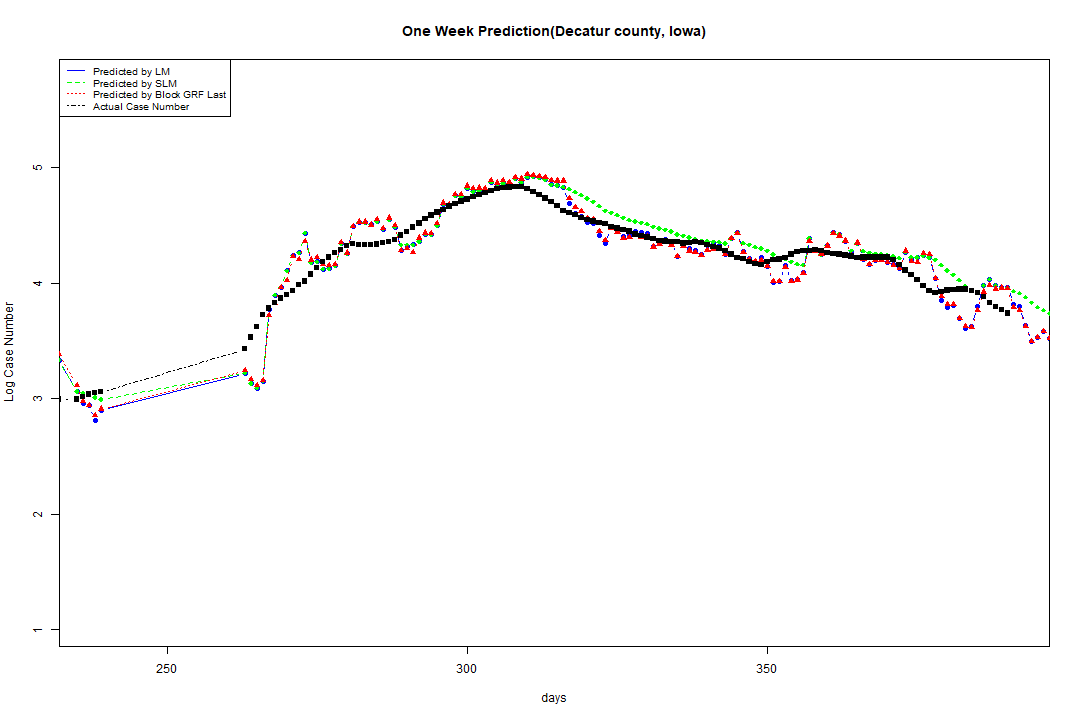 One Week Prediction(Decatur county, Iowa)
Predicted by LM
Predicted by SLM
Predicted by Block GRF Last
Actual Case Number
5
4
3
2
1
Log Case Number
250 300 350
days